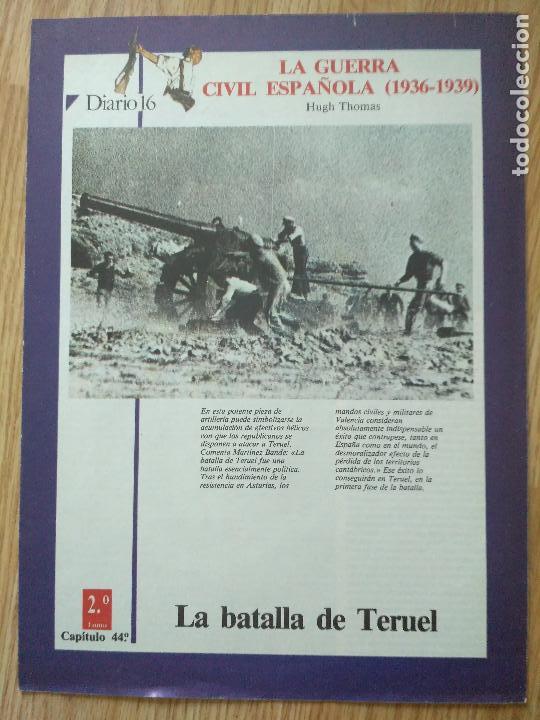 LA GUERRA
CIVIL ESPAÑOLA (1936-1939)
Hugh Thomas
Diario 16
En esta potente pieza de
artillería puede simbolizarse la
acumulación de efectivos bélicos
con que los republicanos se
disponen a atacar a Teruel.
Comenta Martínez Bande: «La
batalla de Teruel fue una
batalla esencialmente política.
Tras el hundimiento de la
resistencia en Asturias, los
mandos civiles y militares de
Valencia consideran
absolutamente indispensable un
éxito que contrapese, tanto en
España como en el mundo, el
desmoralizador efecto de la
pérdida de los territorios
cantábricos.» Ese éxito lo
conseguirán en Teruel, en la
primera fase de la batalla.
2.º
Tomo
Capítulo 44.º
La batalla de Teruel
todocoleccion.net